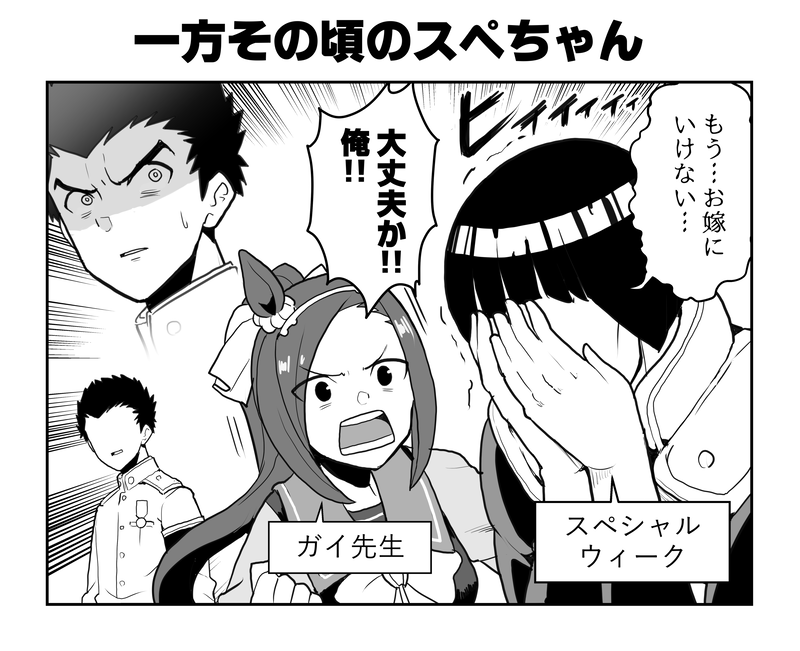 一方その頃のスペちゃん
もう…お嫁に
いけない…
ビィィィィィ
大丈夫か!!
俺!!
スペシャル
ウィーク
ガイ先生